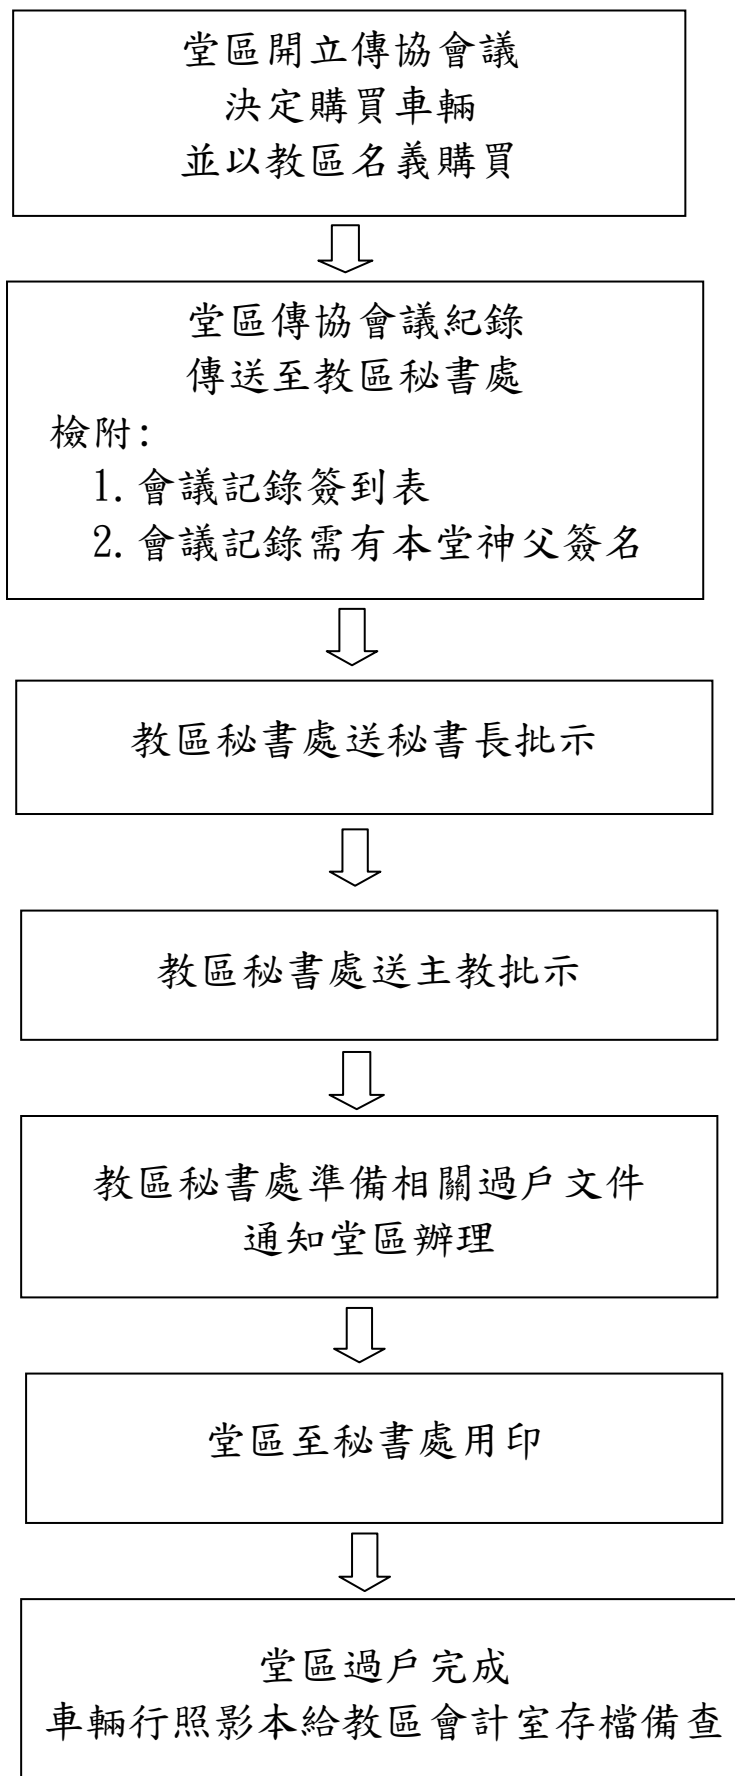 堂區開立傳協會議
決定購買車輛
並以教區名義購買
堂區傳協會議紀錄
傳送至教區秘書處
檢附:
1. 會議記錄簽到表
2. 會議記錄需有本堂神父簽名
教區秘書處送秘書長批示
教區秘書處送主教批示
教區秘書處準備相關過戶文件
通知堂區辦理
堂區至秘書處用印
堂區過戶完成
車輛行照影本給教區會計室存檔備查